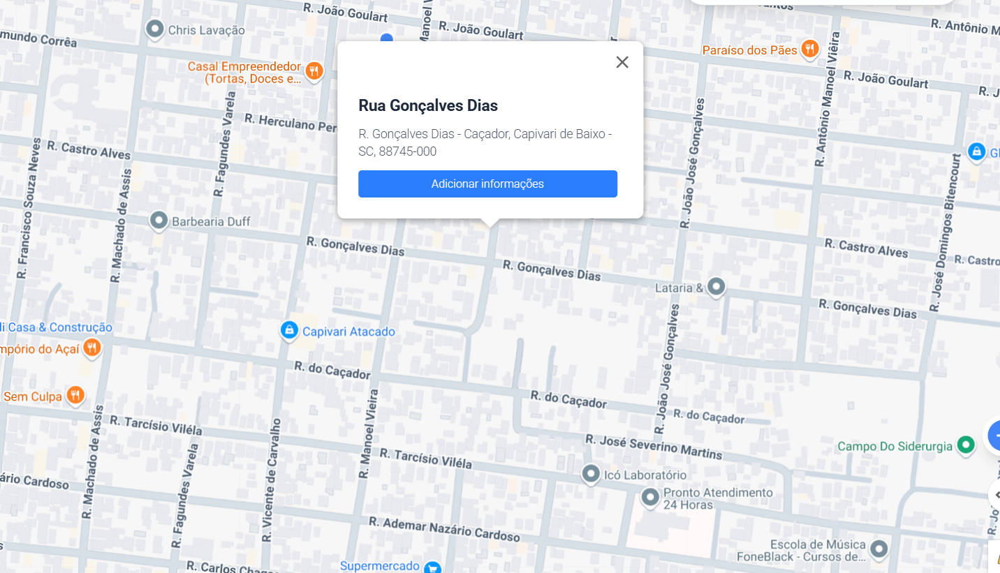 R. João Goulart
R. João Goulart
Manoel
R. Antônio M
Chris Lavação
mundo Corrêa
Paraíso dos Pães
Casal Empreendedor
(Tortas, Doces e...
R. João Goulart
R. J
R. Antônio Manoel Vieira
Rua Gonçalves Dias
R. Gonçalves Dias - Caçador, Capivari de Baixo -
SC, 88745-000
Adicionar informações
R. Fagundes Varela
R. Herculano Per
R. João José Gonçalves
R. Castro Alves
R. Francisco Souza Neves
R. Machado de Assis
R. José Domingos Bitencourt
Barbearia Duff
R. Gonçalves Dias
R. Castro Alves
R. Castro
R. Gonçalves Dias
Lataria &
R. Gonçalves Dias
li Casa & Construção
Capivari Atacado
mpório do Açaí
R. João José Gonçalves
R. do Caçador
Sem Culpa
R. do Caçador
R. do Caçador
R. Tarcísio Viléla
R. Machado de Assis
R. Manoel Vieira
R. Vicente de Carvalho
R. José Severino Martins
Campo Do Siderurgia
R. Tarcísio Viléla
R. Fagundes Varela
Icó Laboratório
ário Cardoso
Pronto Atendimento
24 Horas
R. Ademar Nazário Cardoso
Escola de Música
FoneBlack - Cursos de...
R. Carlos Chagas
Supermercado